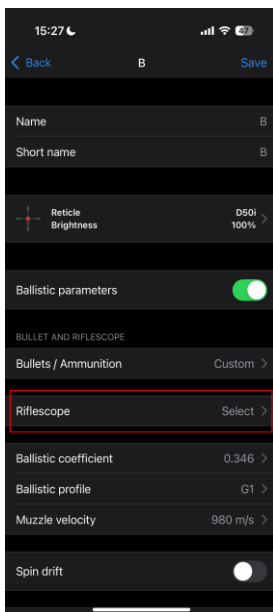 15:27
47
Back
B
Save
Name
B
Short name
B
Reticle
D50i
Brightness
100%
Ballistic parameters
BULLET AND RIFLESCOPE
Bullets / Ammunition
Custom
Riflescope
Select
Ballistic coefficient
0.346
Ballistic profile
G1
Muzzle velocity
980 m/s
Spin drift